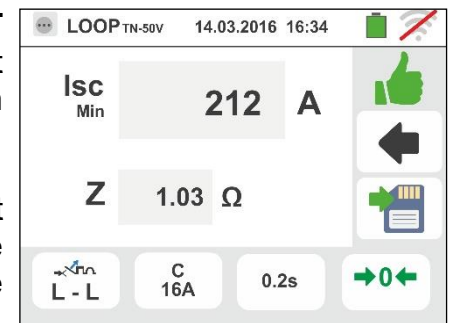 LOOP TN-50V 14.03.2016 16:34
Isc 212 A
Min
Z 1.03 Ω
L - L
C
16A
0.2s
0